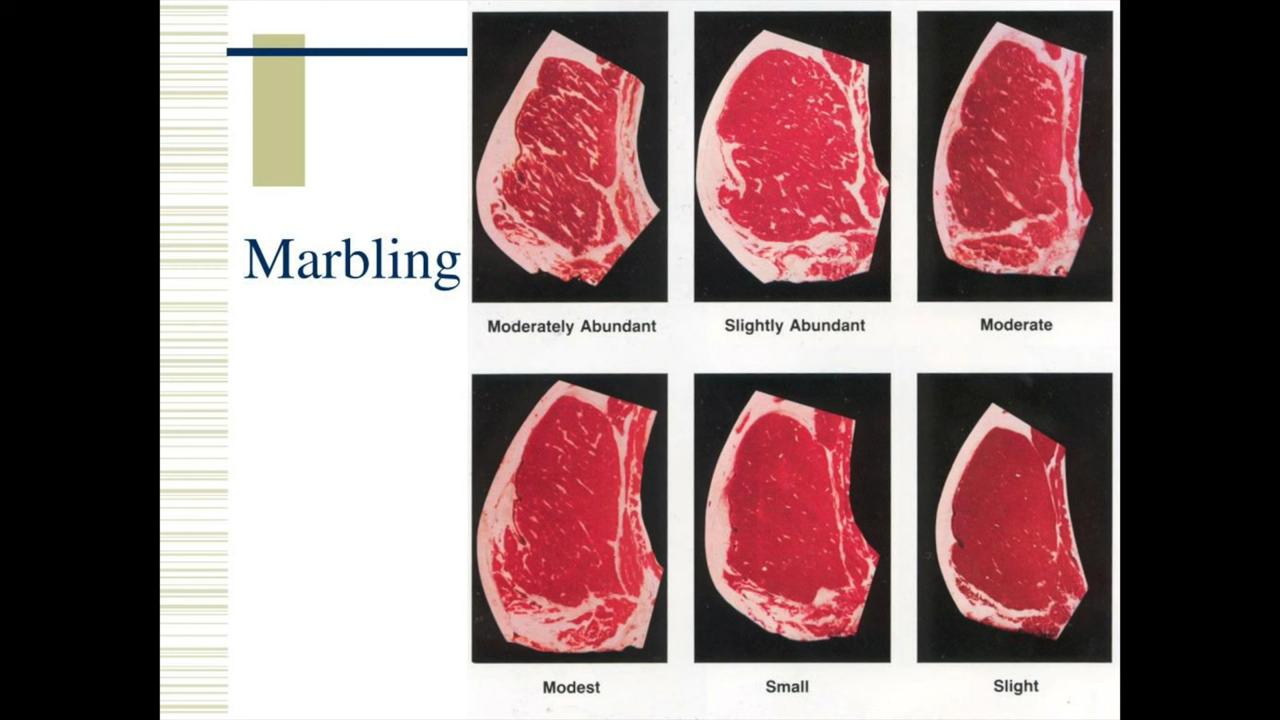 Marbling
Moderately Abundant
Slightly Abundant
Moderate
Modest
Small
Slight